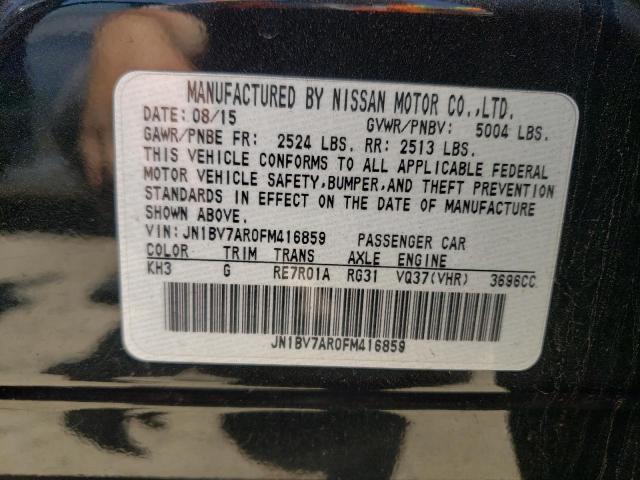 MANUFACTURED BY NISSAN MOTOR CO.,LTD.
DATE: 08/15 GVWR/PNBV: 5004 LBS.
GAWR/PNBE FR: 2524 LBS. RR: 2513 LBS.
THIS VEHICLE CONFORMS TO ALL APPLICABLE FEDERAL
MOTOR VEHICLE SAFETY,BUMPER,AND THEFT PREVENTION
STANDARDS IN EFFECT ON THE DATE OF MANUFACTURE
SHOWN ABOVE.
VIN:JN1BV7AR0FM416859 PASSENGER CAR
COLOR TRIM TRANS AXLE ENGINE
KH3 G RE7R01A RG31 VQ37(VHR) 3696CC
JN1BV7AR0FM416859